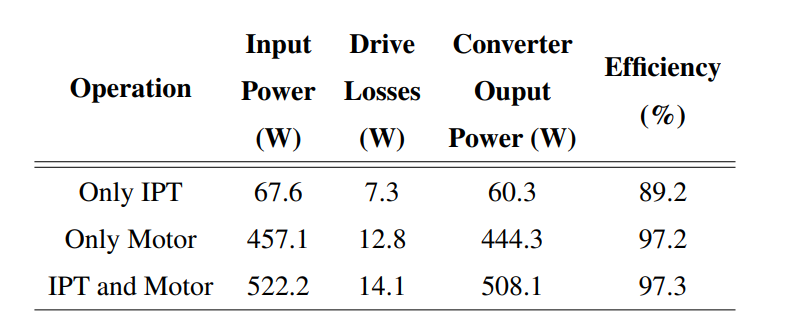 Operation Input Power (W) Drive Losses (W) Converter Ouput Power (W) Efficiency (%)
Only IPT 67.6 7.3 60.3 89.2
Only Motor 457.1 12.8 444.3 97.2
IPT and Motor 522.2 14.1 508.1 97.3